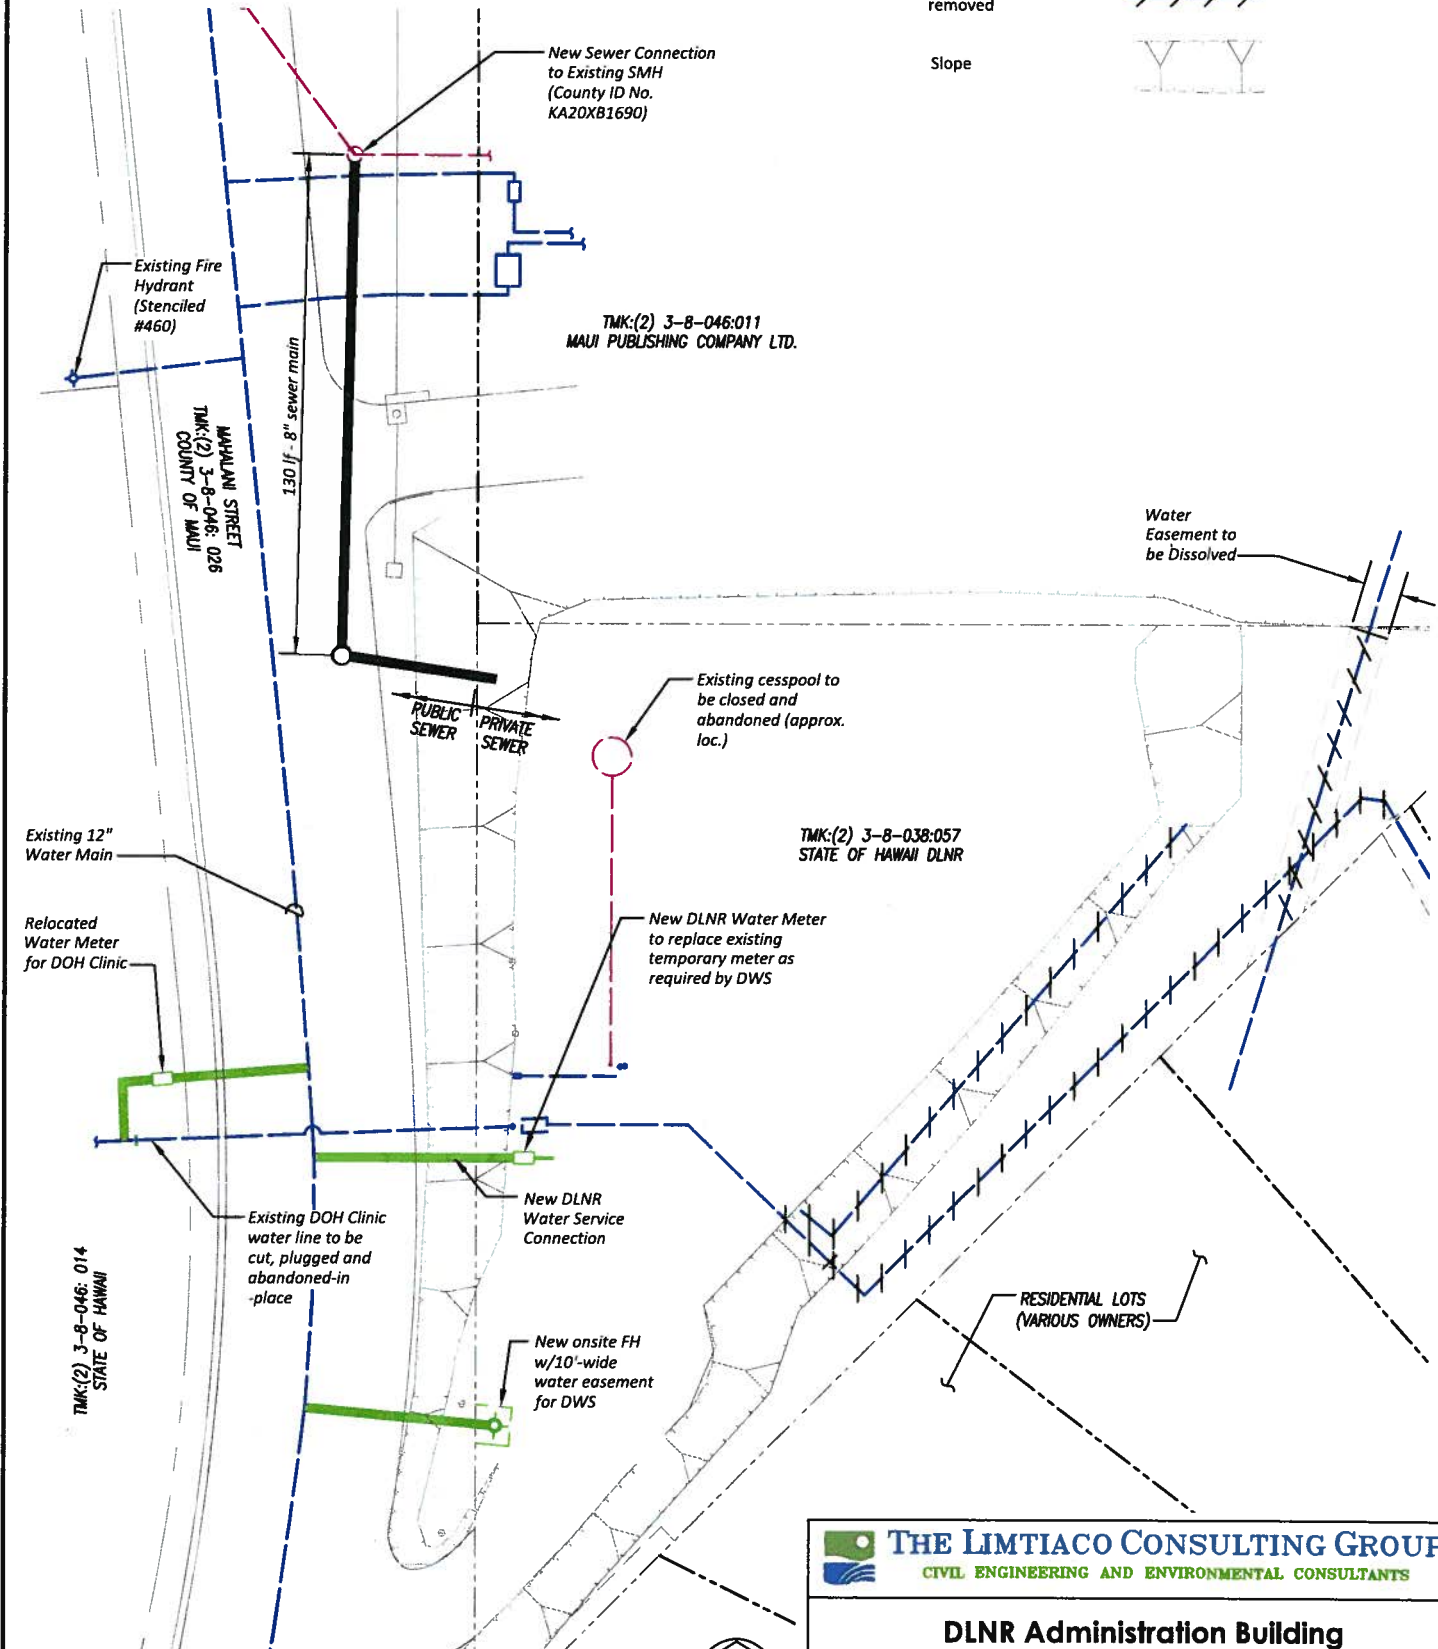 removed
Slope
New Sewer Connection
to Existing SMH
(County ID No.
KA20XB1690)
Existing Fire
Hydrant
(Stenciled
#460)
TMK:(2) 3-8-046:011
MAUI PUBLISHING COMPANY LTD.
130 lf - 8" sewer main
MAHALANI STREET
TMK:(2) 3-8-046: 026
COUNTY OF MAUI
Water
Easement to
be Dissolved
PUBLIC
SEWER
PRIVATE
SEWER
Existing cesspool to
be closed and
abandoned (approx.
loc.)
Existing 12"
Water Main
TMK:(2) 3-8-038:057
STATE OF HAWAII DLNR
Relocated
Water Meter
for DOH Clinic
New DLNR Water Meter
to replace existing
temporary meter as
required by DWS
New DLNR
Water Service
Connection
Existing DOH Clinic
water line to be
cut, plugged and
abandoned-in
-place
TMK:(2) 3-8-046: 014
STATE OF HAWAII
RESIDENTIAL LOTS
(VARIOUS OWNERS)
New onsite FH
w/10'-wide
water easement
for DWS
THE LIMTIACO CONSULTING GROUP
CIVIL ENGINEERING AND ENVIRONMENTAL CONSULTANTS
DLNR Administration Building